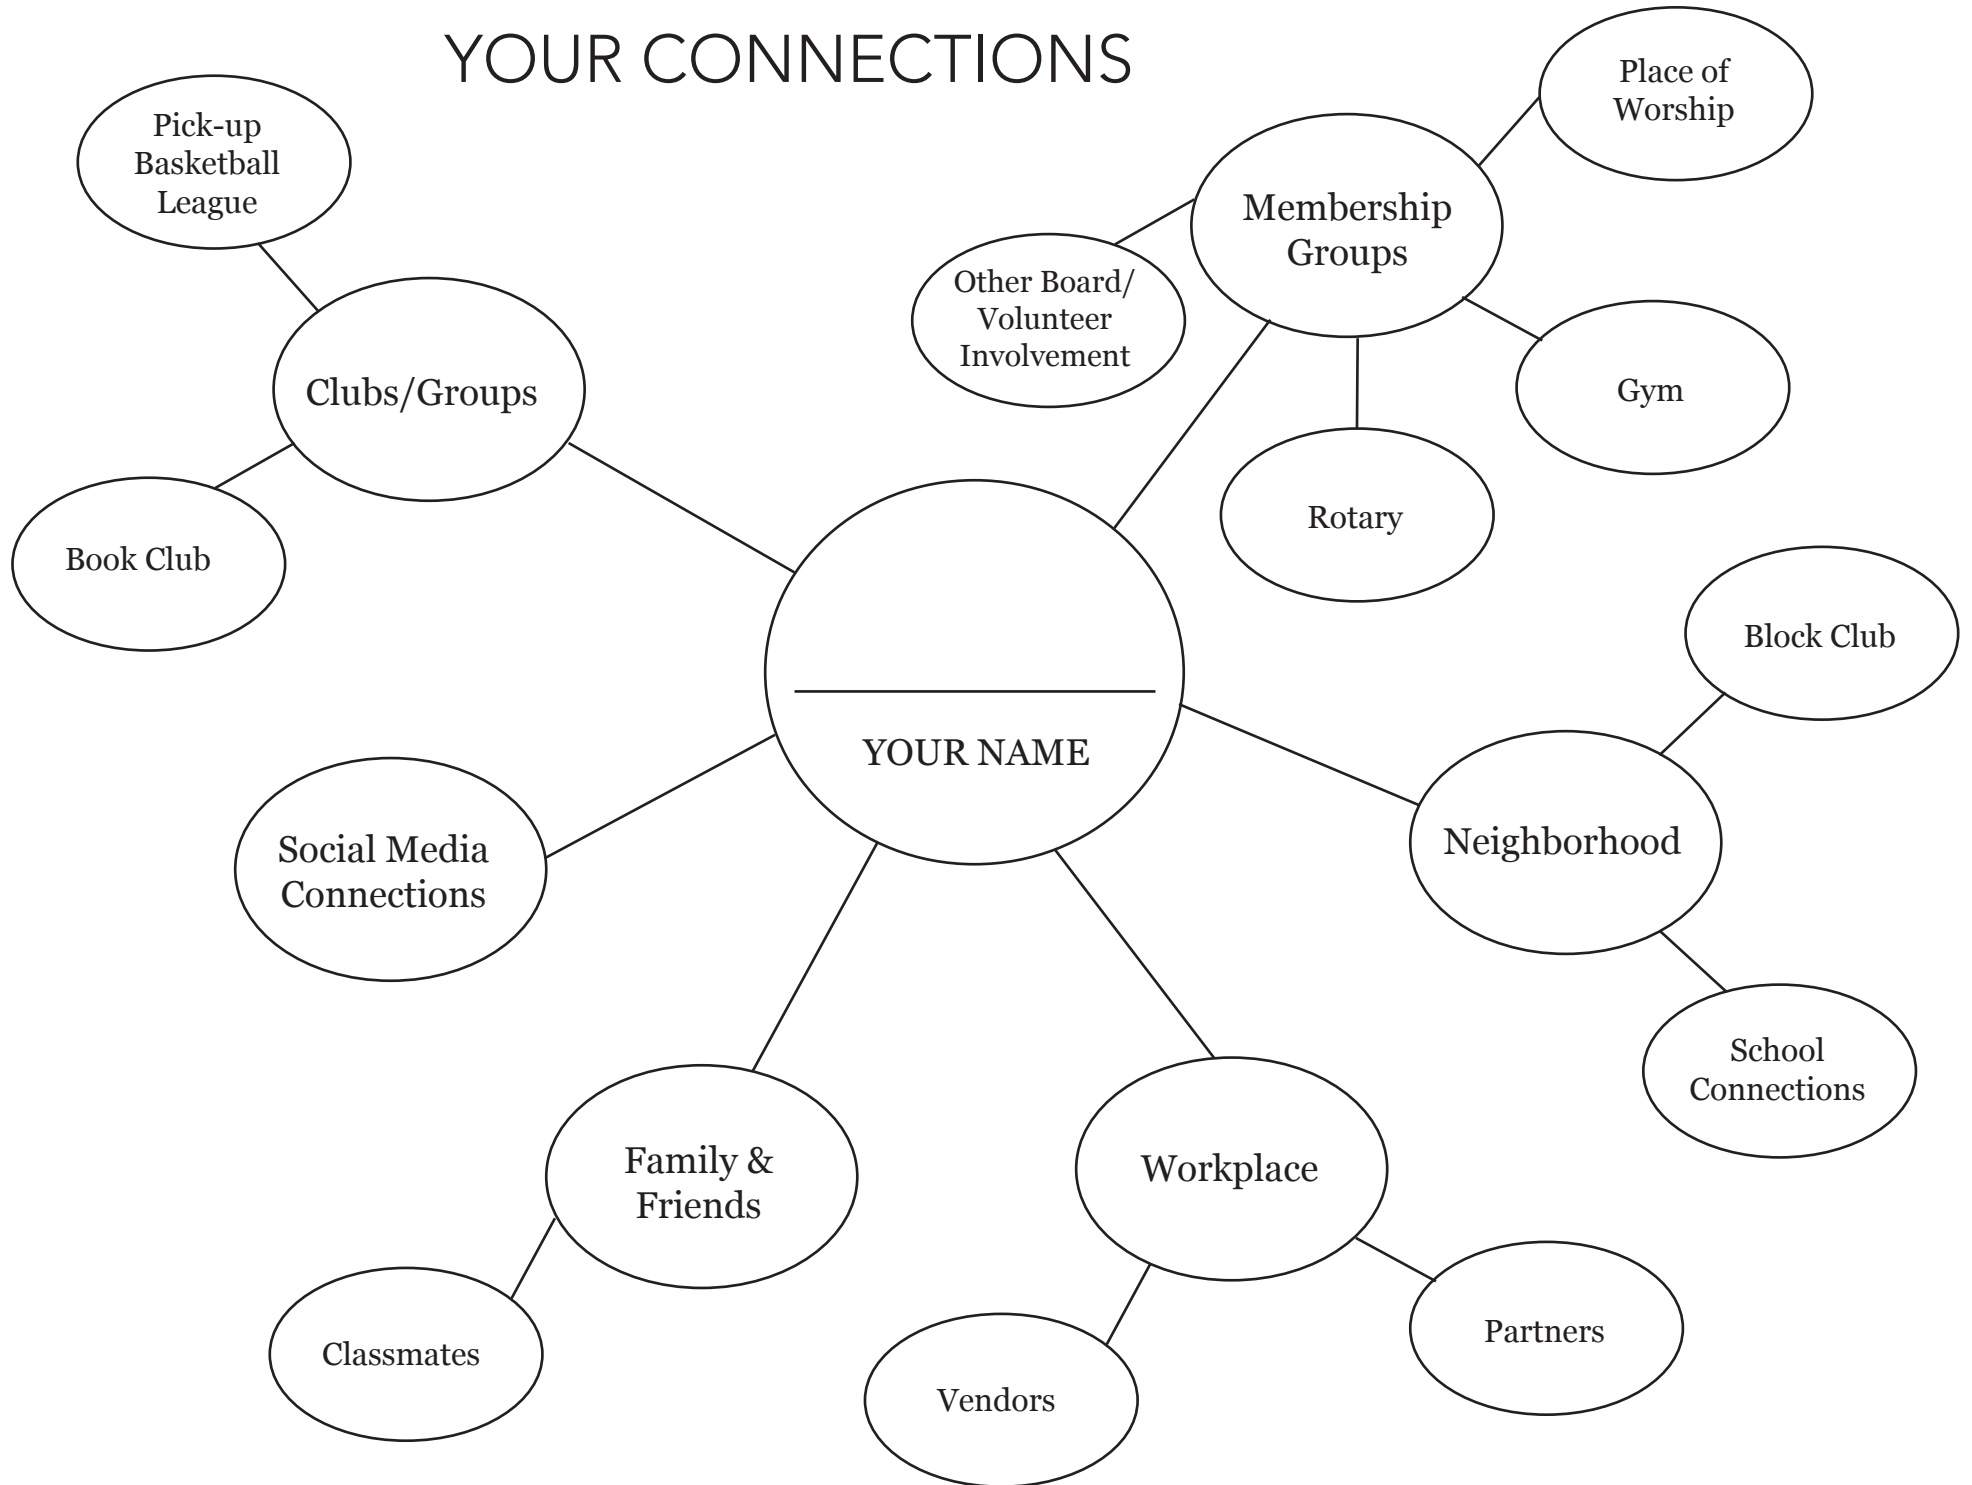 YOUR CONNECTIONS
Place of
Worship
Pick-up
Basketball
League
Membership
Groups
Other Board/
Volunteer
Involvement
Clubs/Groups
Gym
Rotary
Book Club
Block Club
YOUR NAME
Neighborhood
Social Media
Connections
School
Connections
Family &
Friends
Workplace
Classmates
Vendors
Partners